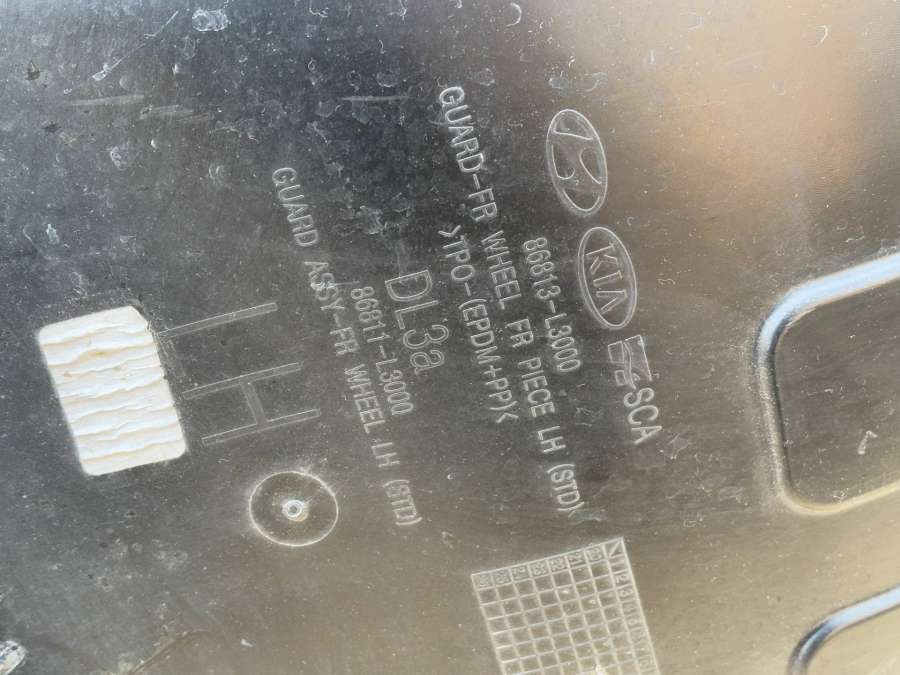 KIA SCA
86813-L3000
GUARD-FR WHEEL FR PIECE LH (STD)
>TPO-(EPDM+PP)<
DL3a
86811-L3000
GUARD ASSY-FR WHEEL LH (STD)
LH